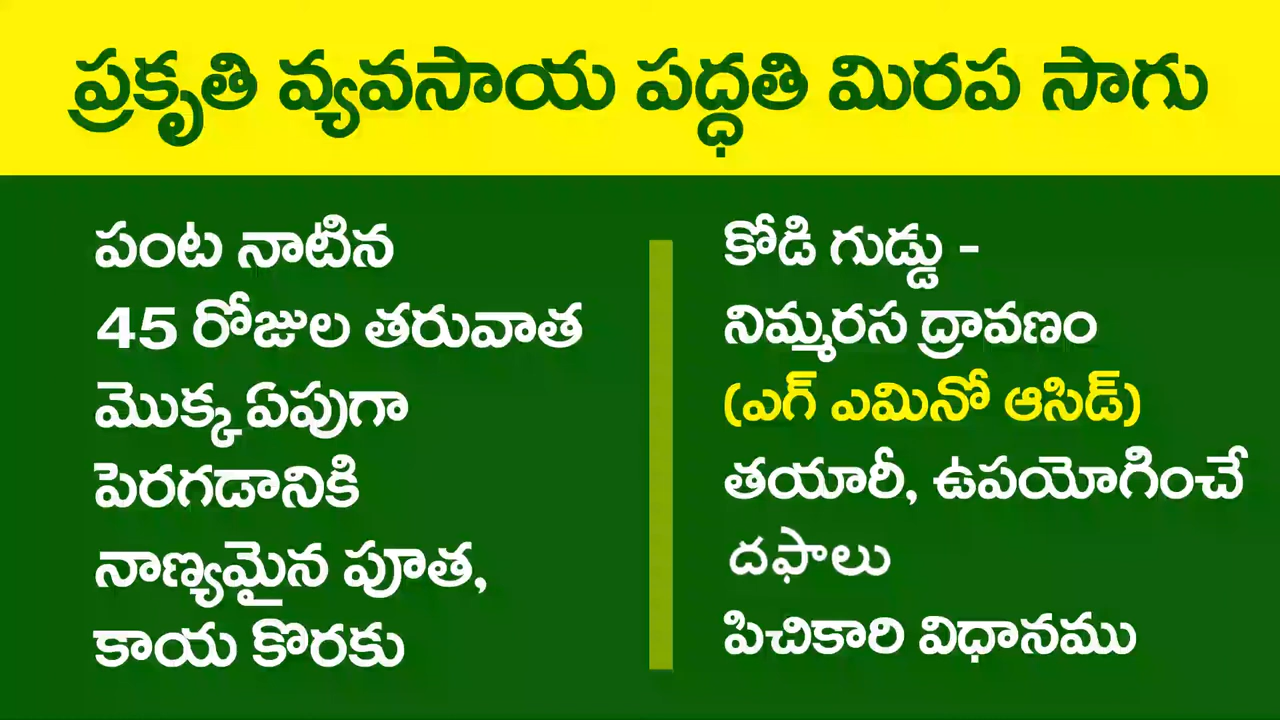 ప్రకృతి వ్యవసాయ పద్ధతి మిరప సాగు
పంట నాటిన
45 రోజుల తరువాత
మొక్క ఏపుగా
పెరగడానికి
నాణ్యమైన పూత,
కాయ కొరకు
కోడి గుడ్డు -
నిమ్మరస ద్రావణం
(ఎగ్ ఎమినో ఆసిడ్)
తయారీ, ఉపయోగించే
దఫాలు
పిచికారి విధానము